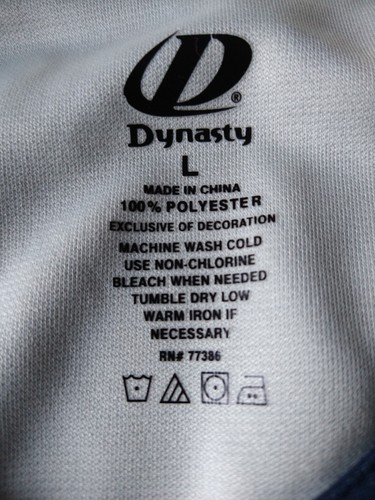 D®
Dynasty
L
MADE IN CHINA
100% POLYESTER
EXCLUSIVE OF DECORATION
MACHINE WASH COLD
USE NON-CHLORINE
BLEACH WHEN NEEDED
TUMBLE DRY LOW
WARM IRON IF
NECESSARY
RN# 77386